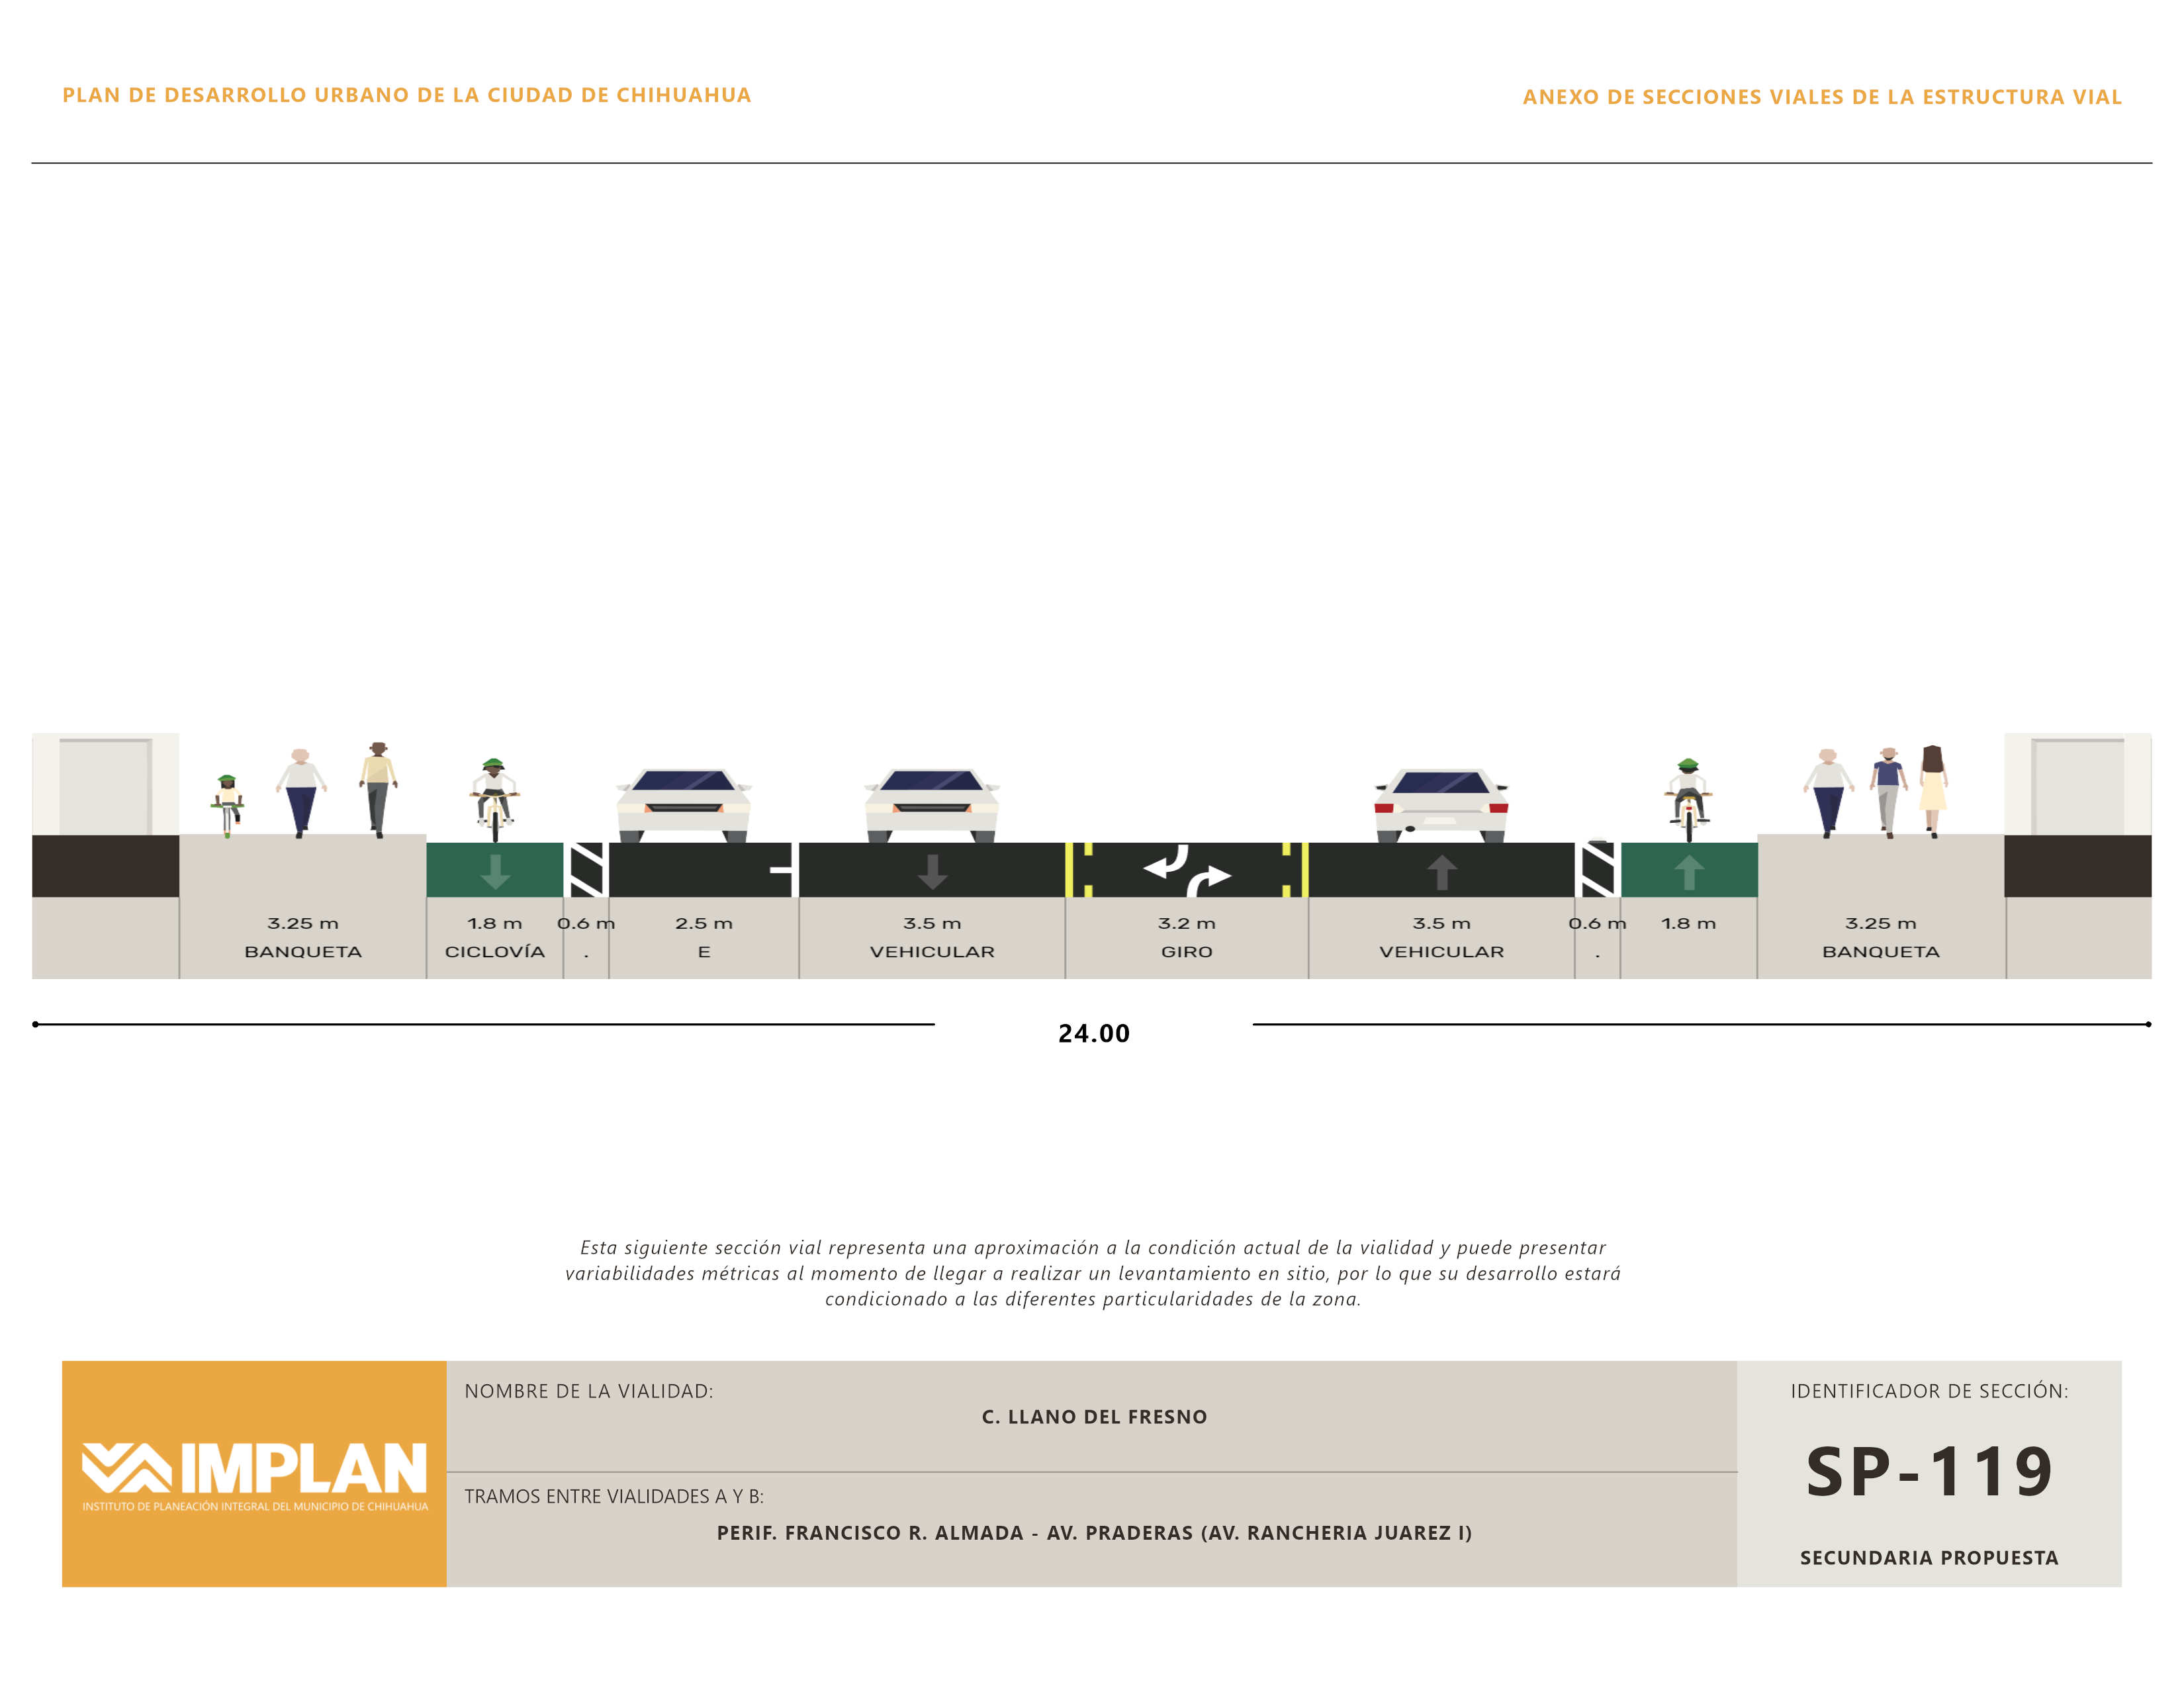 PLAN DE DESARROLLO URBANO DE LA CIUDAD DE CHIHUAHUA
ANEXO DE SECCIONES VIALES DE LA ESTRUCTURA VIAL
3.25 m 1.8 m 0.6 m 2.5 m 3.5 m 3.2 m 3.5 m 0.6 m 1.8 m 3.25 m
BANQUETA CICLOVÍA . E VEHICULAR GIRO VEHICULAR . BANQUETA
24.00
Esta siguiente sección vial representa una aproximación a la condición actual de la vialidad y puede presentar
variabilidades métricas al momento de llegar a realizar un levantamiento en sitio, por lo que su desarrollo estará
condicionado a las diferentes particularidades de la zona.
IMPLAN
INSTITUTO DE PLANEACIÓN INTEGRAL DEL MUNICIPIO DE CHIHUAHUA
NOMBRE DE LA VIALIDAD:
C. LLANO DEL FRESNO
TRAMOS ENTRE VIALIDADES A Y B:
PERIF. FRANCISCO R. ALMADA - AV. PRADERAS (AV. RANCHERIA JUAREZ I)
IDENTIFICADOR DE SECCIÓN:
SP-119
SECUNDARIA PROPUESTA